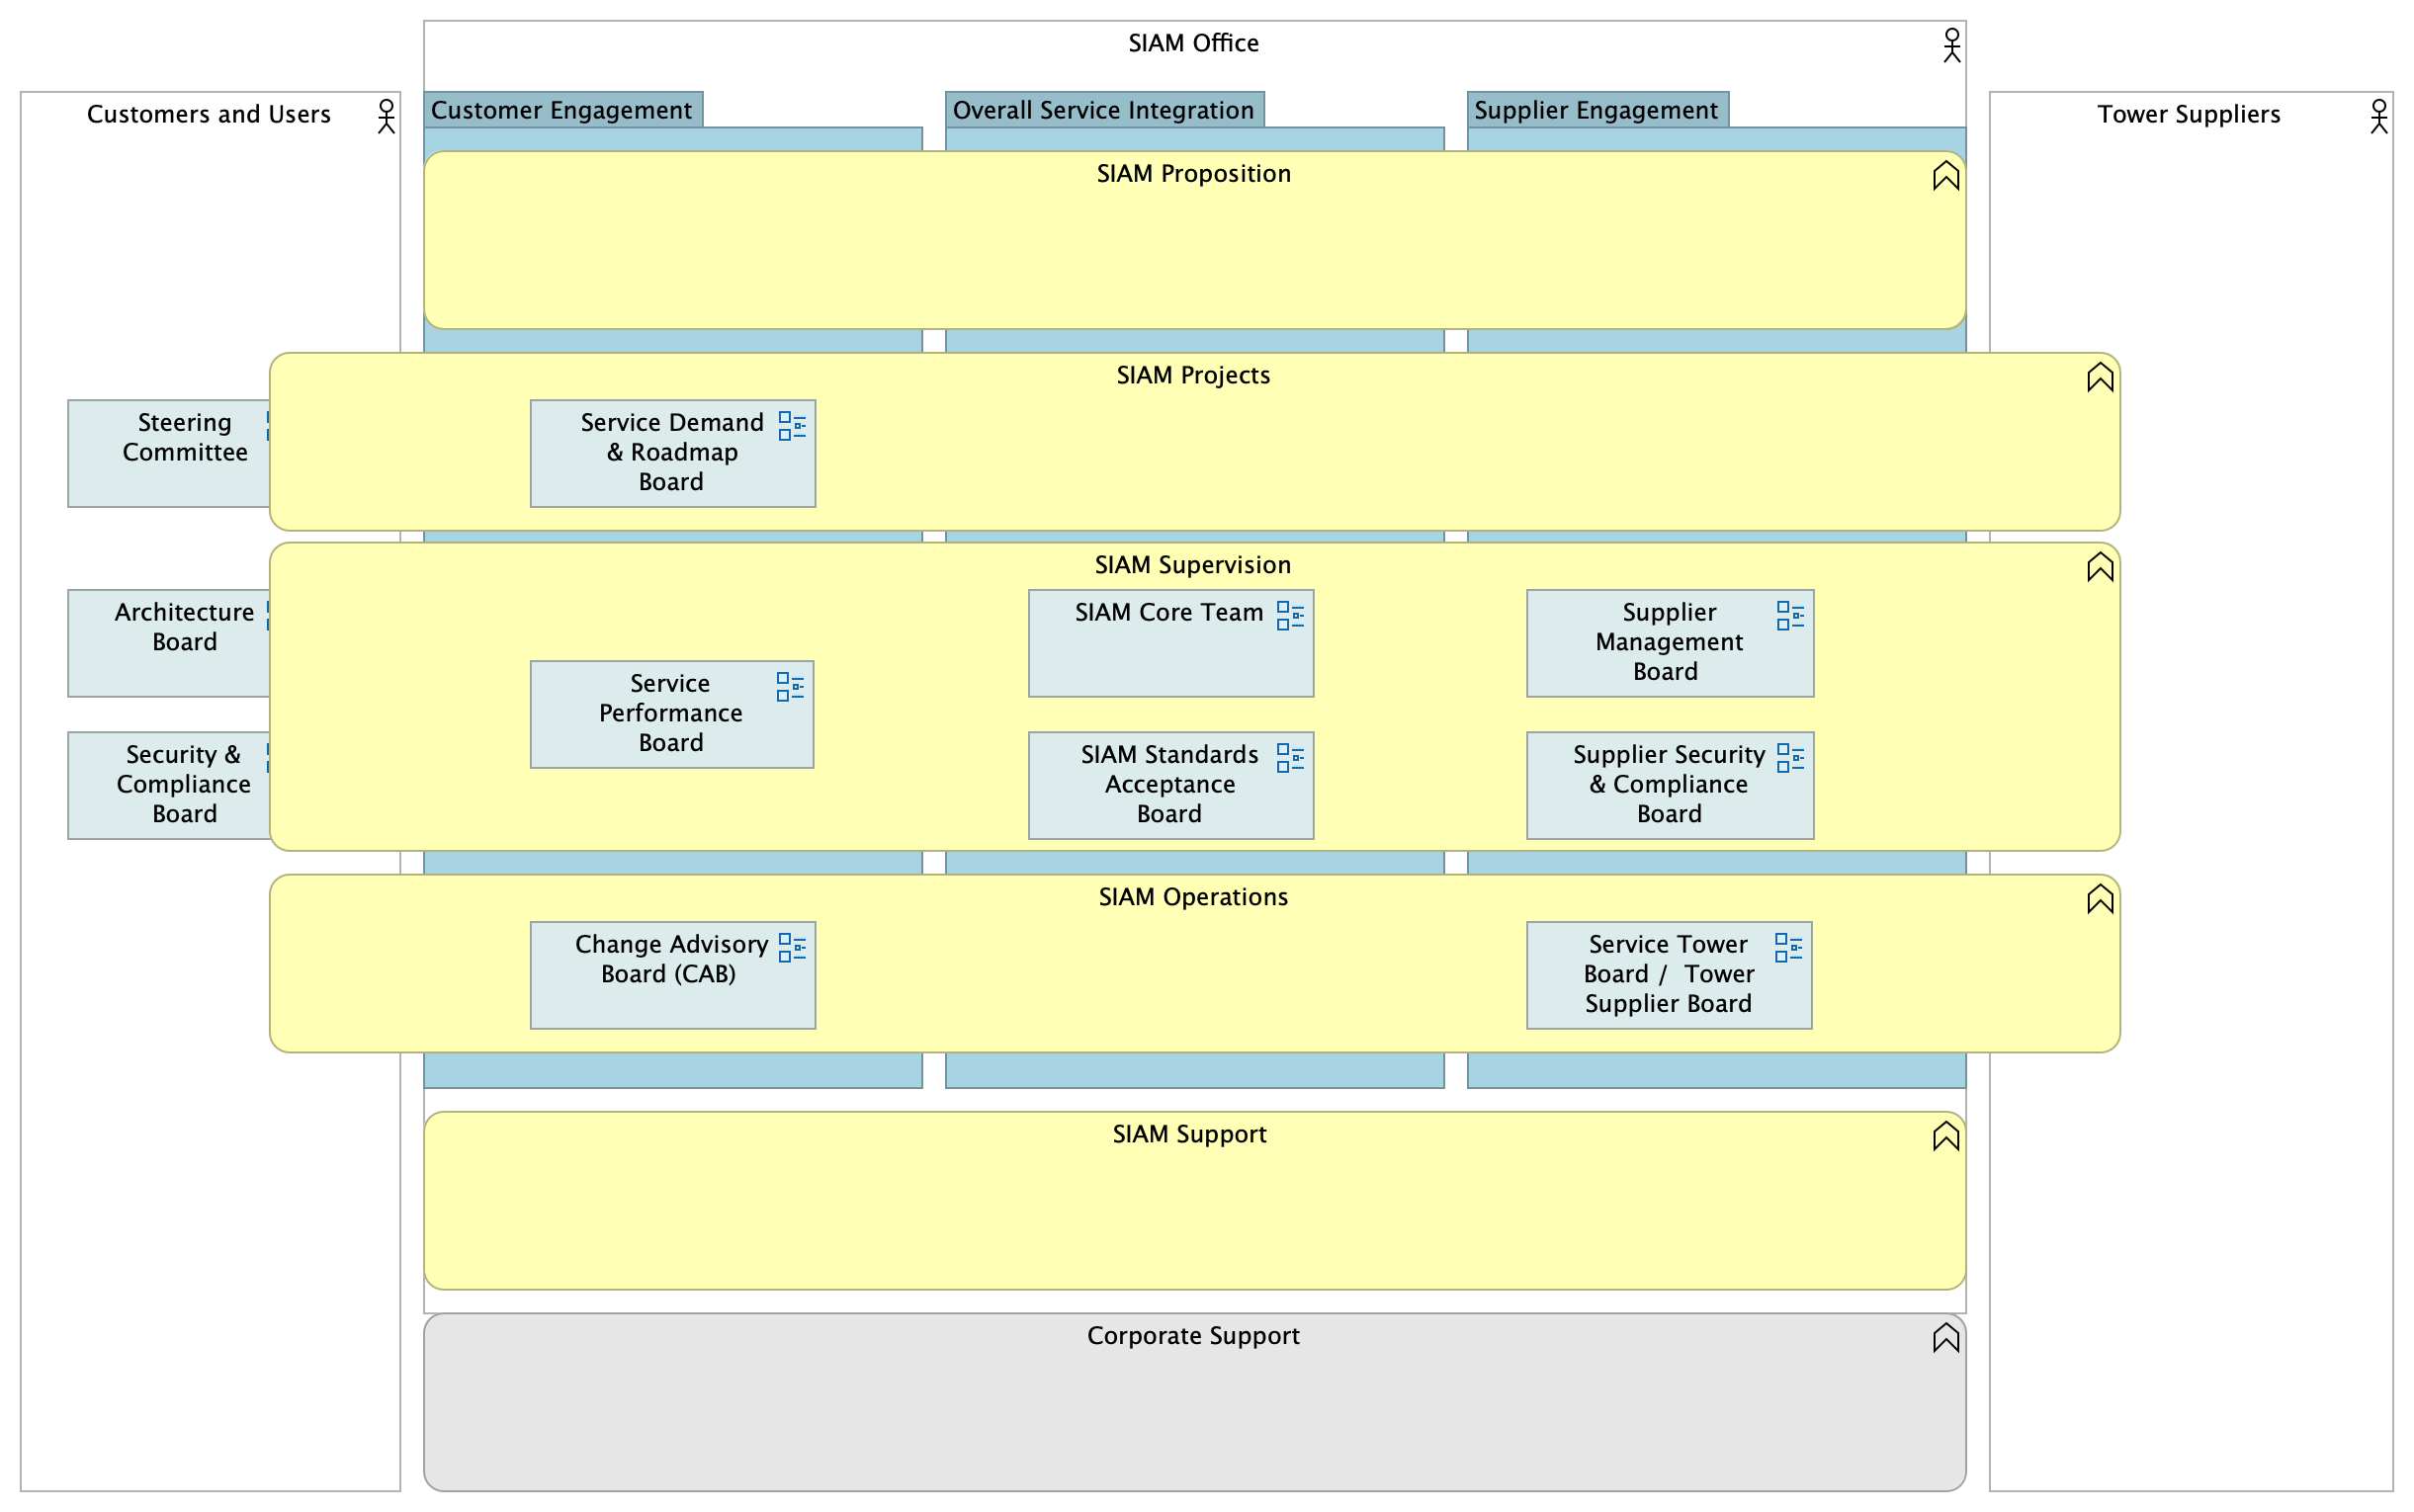 SIAM Office
Customers and Users
Customer Engagement
Overall Service Integration
Supplier Engagement
Tower Suppliers
SIAM Proposition
SIAM Projects
Steering
Committee
Service Demand
& Roadmap
Board
SIAM Supervision
Architecture
Board
SIAM Core Team
Supplier
Management
Board
Service
Performance
Board
Security &
Compliance
Board
SIAM Standards
Acceptance
Board
Supplier Security
& Compliance
Board
SIAM Operations
Change Advisory
Board (CAB)
Service Tower
Board /  Tower
Supplier Board
SIAM Support
Corporate Support